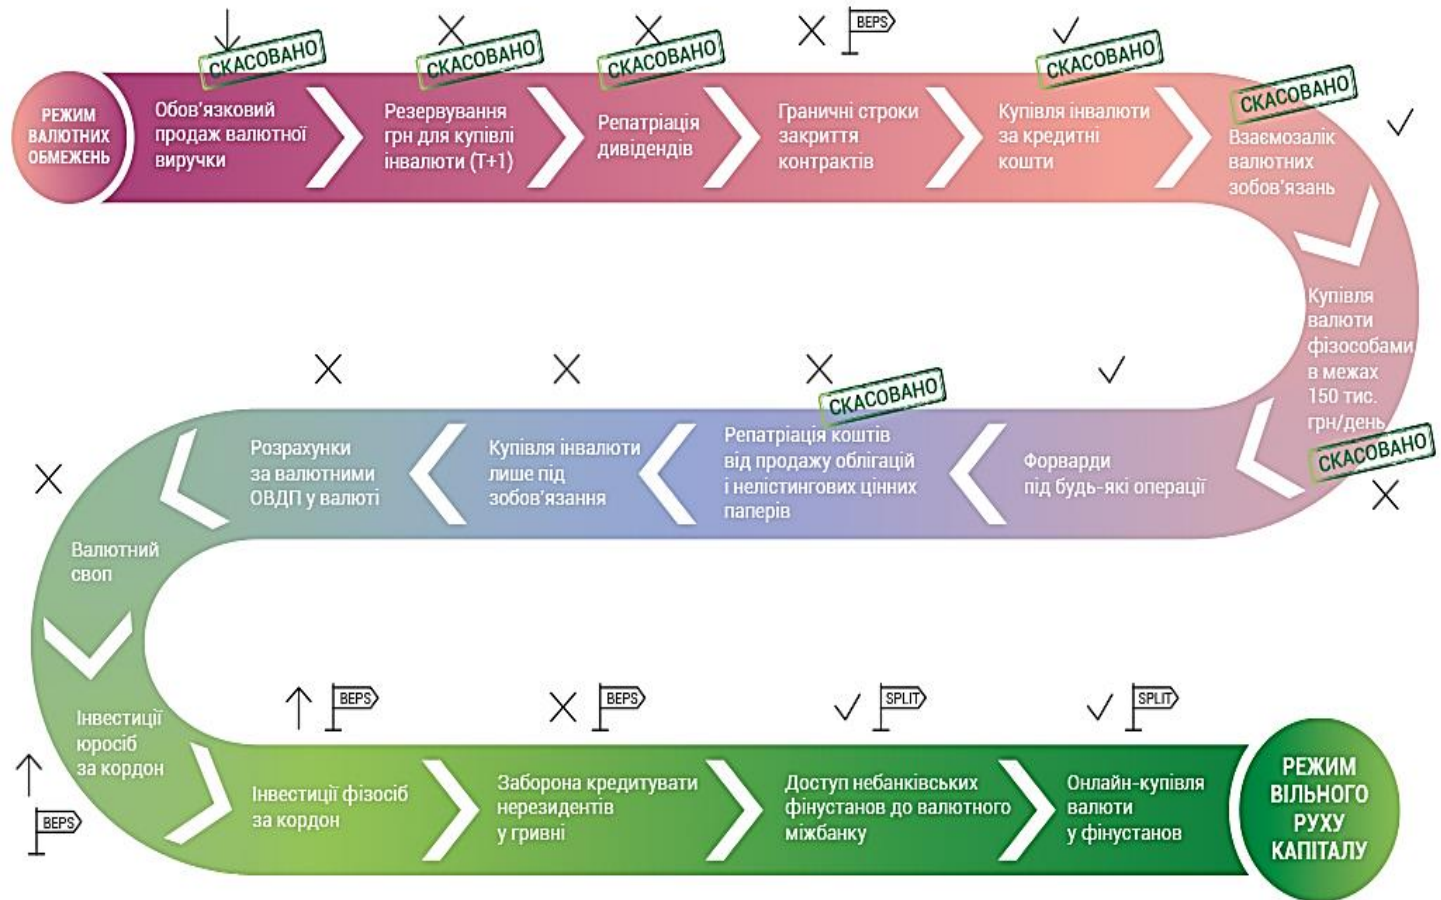 BEPS
СКАСОВАНО
СКАСОВАНО
СКАСОВАНО
СКАСОВАНО
СКАСОВАНО
РЕЖИМ
ВАЛЮТНИХ
ОБМЕЖЕНЬ
Обов'язковий
продаж валютної
виручки
Резервування
грн для купівлі
інвалюти (Т+1)
Репатріація
дивідендів
Граничні строки
закриття
контрактів
Купівля інвалюти
за кредитні
кошти
Взаємозалік
валютних
зобов'язань
Купівля
валюти
фізособами
в межах
150 тис.
грн/день
СКАСОВАНО
Форварди
під будь-які операції
СКАСОВАНО
Репатріація коштів
від продажу облігацій
і нелістингових цінних
паперів
Купівля інвалюти
лише під
зобов'язання
Розрахунки
за валютними
ОВДП у валюті
Валютний
своп
Інвестиції
юросіб
за кордон
BEPS
BEPS
BEPS
SPLIT
SPLIT
Інвестиції фізосіб
за кордон
Заборона кредитувати
нерезидентів
у гривні
Доступ небанківських
фінустанов до валютного
міжбанку
Онлайн-купівля
валюти
у фінустанов
РЕЖИМ
ВІЛЬНОГО
РУХУ
КАПІТАЛУ